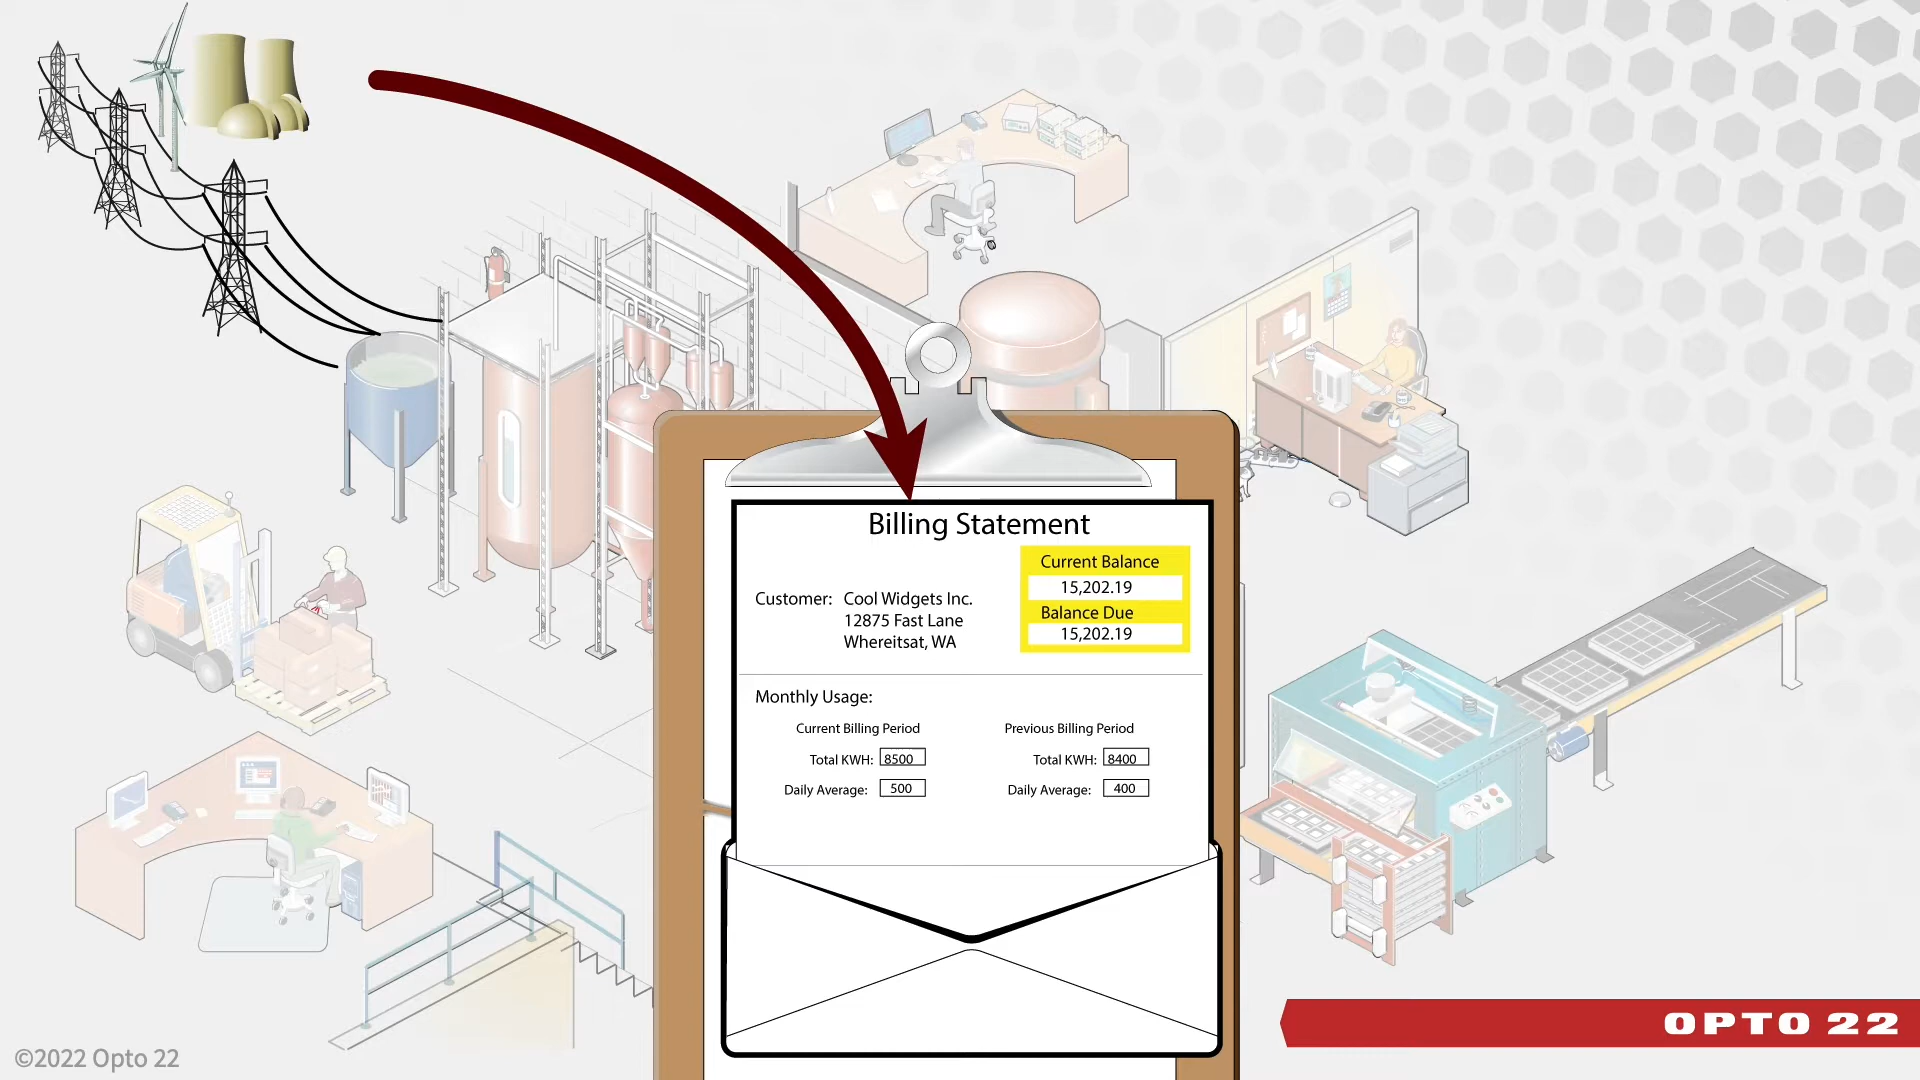 Billing Statement
Current Balance
15,202.19
Balance Due
15,202.19
Customer: Cool Widgets Inc.
12875 Fast Lane
Whereitsat, WA
Monthly Usage:
Current Billing Period
Total KWH: 8500
Daily Average: 500
Previous Billing Period
Total KWH: 8400
Daily Average: 400
OPTO 22
©2022 Opto 22